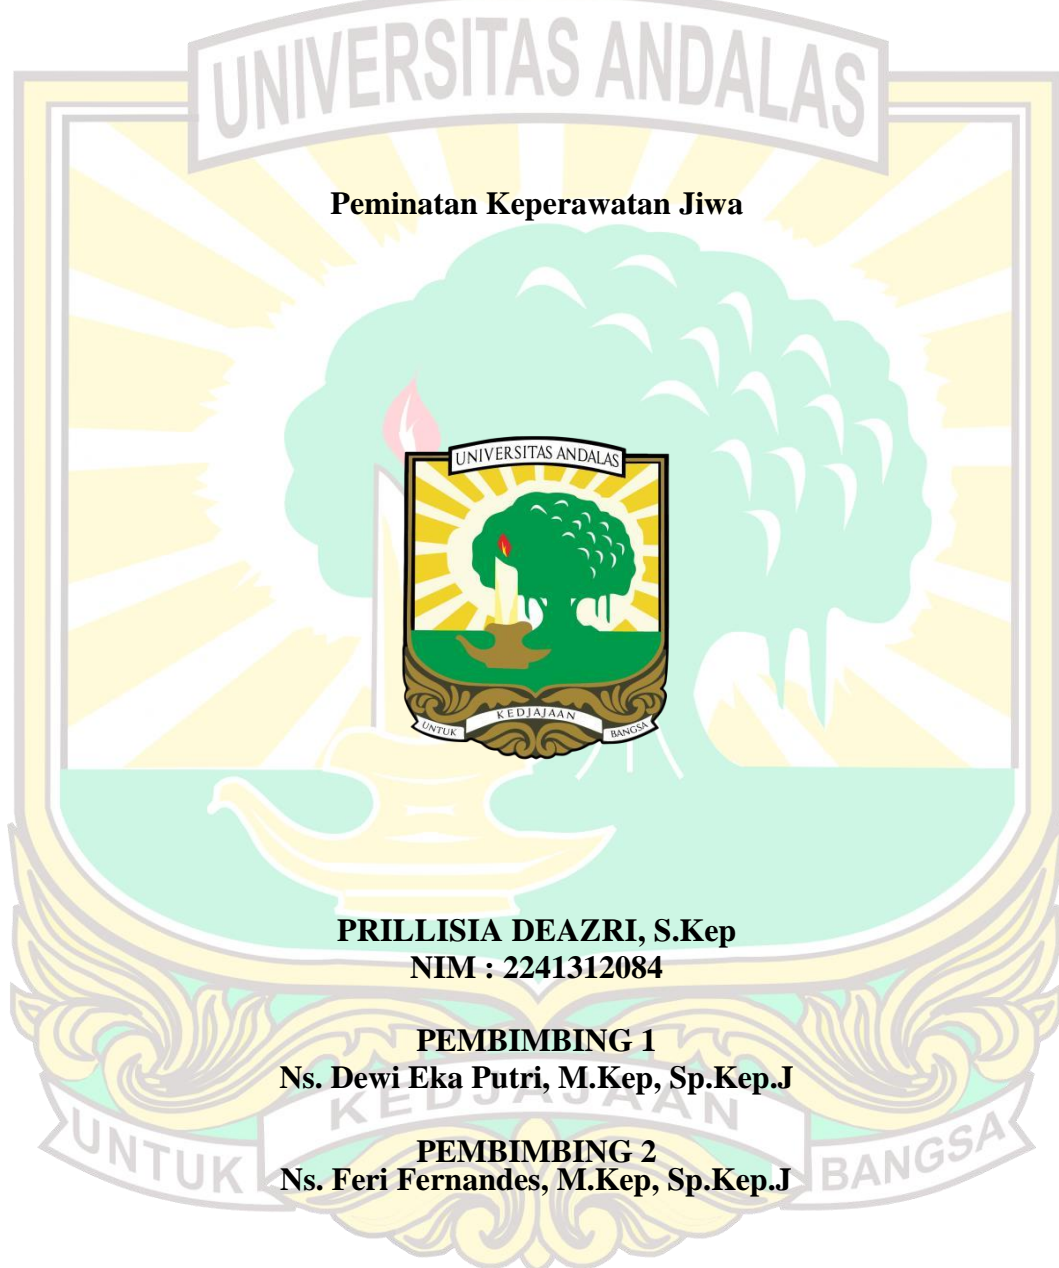 UNIVERSITAS ANDALAS
Peminatan Keperawatan Jiwa
UNIVERSITAS ANDALAS
UNTUK KEDJAJAAN BANGSA
PRILLISIA DEAZRI, S.Kep
NIM : 2241312084
PEMBIMBING 1
Ns. Dewi Eka Putri, M.Kep, Sp.Kep.J
KEDJAJAAN
PEMBIMBING 2
Ns. Feri Fernandes, M.Kep, Sp.Kep.J
UNTUK BANGSA